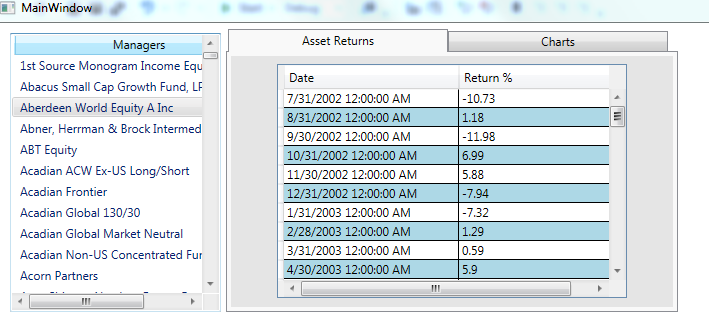 MainWindow
Managers
1st Source Monogram Income Equ
Abacus Small Cap Growth Fund, LP
Aberdeen World Equity A Inc
Abner, Herrman & Brock Intermed
ABT Equity
Acadian ACW Ex-US Long/Short
Acadian Frontier
Acadian Global 130/30
Acadian Global Market Neutral
Acadian Non-US Concentrated Fur
Acorn Partners
Asset Returns
Charts
Date Return %
7/31/2002 12:00:00 AM -10.73
8/31/2002 12:00:00 AM 1.18
9/30/2002 12:00:00 AM -11.98
10/31/2002 12:00:00 AM 6.99
11/30/2002 12:00:00 AM 5.88
12/31/2002 12:00:00 AM -7.94
1/31/2003 12:00:00 AM -7.32
2/28/2003 12:00:00 AM 1.29
3/31/2003 12:00:00 AM 0.59
4/30/2003 12:00:00 AM 5.9